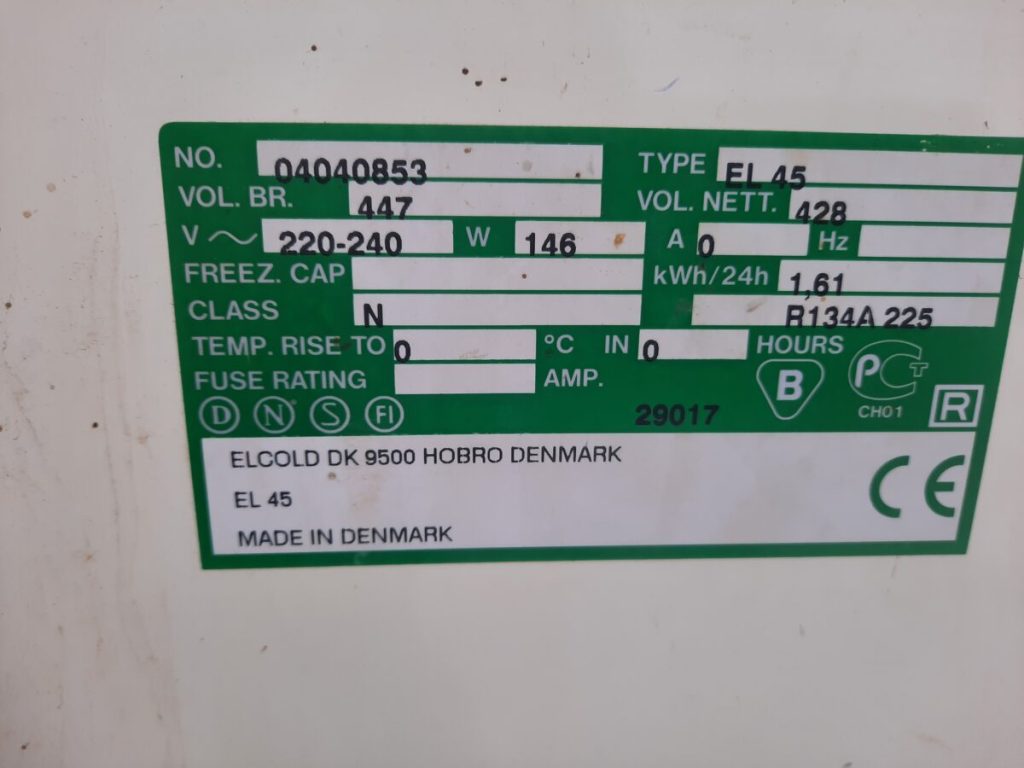 NO. 04040853 TYPE EL 45
VOL. BR. 447 VOL. NETT. 428
V ~ 220-240 W 146 A 0 Hz
FREEZ. CAP kWh/24h 1,61
CLASS N R134A 225
TEMP. RISE TO 0 °C IN 0 HOURS
FUSE RATING AMP. B PCT
D N S FI 29017 CH01 R
ELCOLD DK 9500 HOBRO DENMARK
EL 45 CE
MADE IN DENMARK